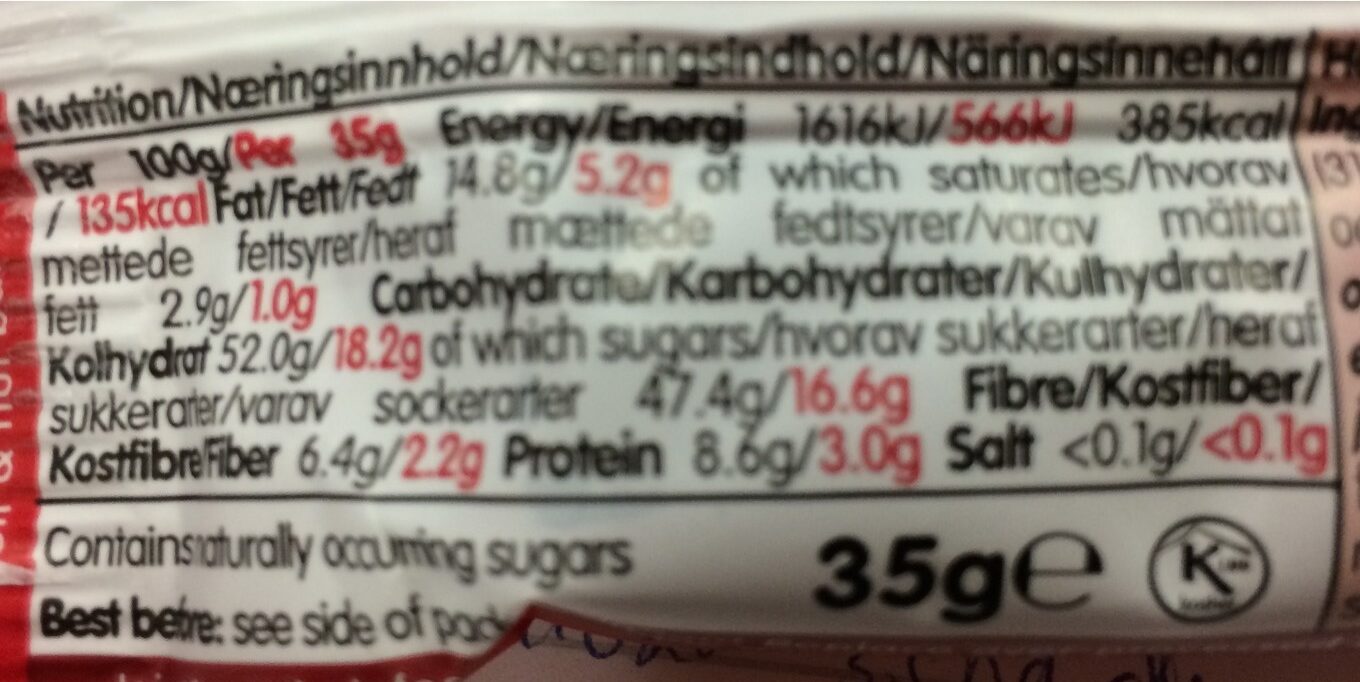 Nutrition/Næringsinnhold/Næringsindhold/Näringsinnehåll
Per 100g/Per 35g Energy/Energi 1616kJ/566kJ 385kcal
/ 135kcal Fat/Fett/Fedt 14.8g/5.2g of which saturates/hvorav
mettede fettsyrer/heraf mættede fedtsyrer/varav mättat
fett 2.9g/1.0g Carbohydrate/Karbohydrater/Kulhydrater/
Kolhydrat 52.0g/18.2g of which sugars/hvorav sukkerarter/heraf
sukkerarter/varav sockerarter 47.4g/16.6g Fibre/Kostfiber/
Kostfibre Fiber 6.4g/2.2g Protein 8.6g/3.0g Salt <0.1g/<0.1g
Contains naturally occurring sugars
Best before: see side of pack
35g e K